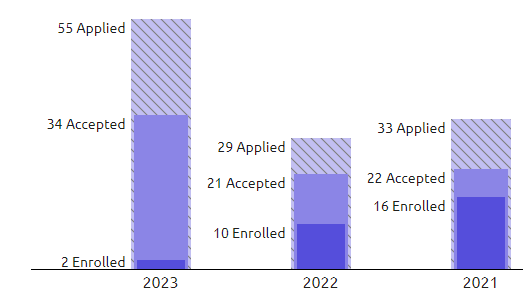 55 Applied
34 Accepted
2 Enrolled
29 Applied
21 Accepted
10 Enrolled
33 Applied
22 Accepted
16 Enrolled
2023
2022
2021